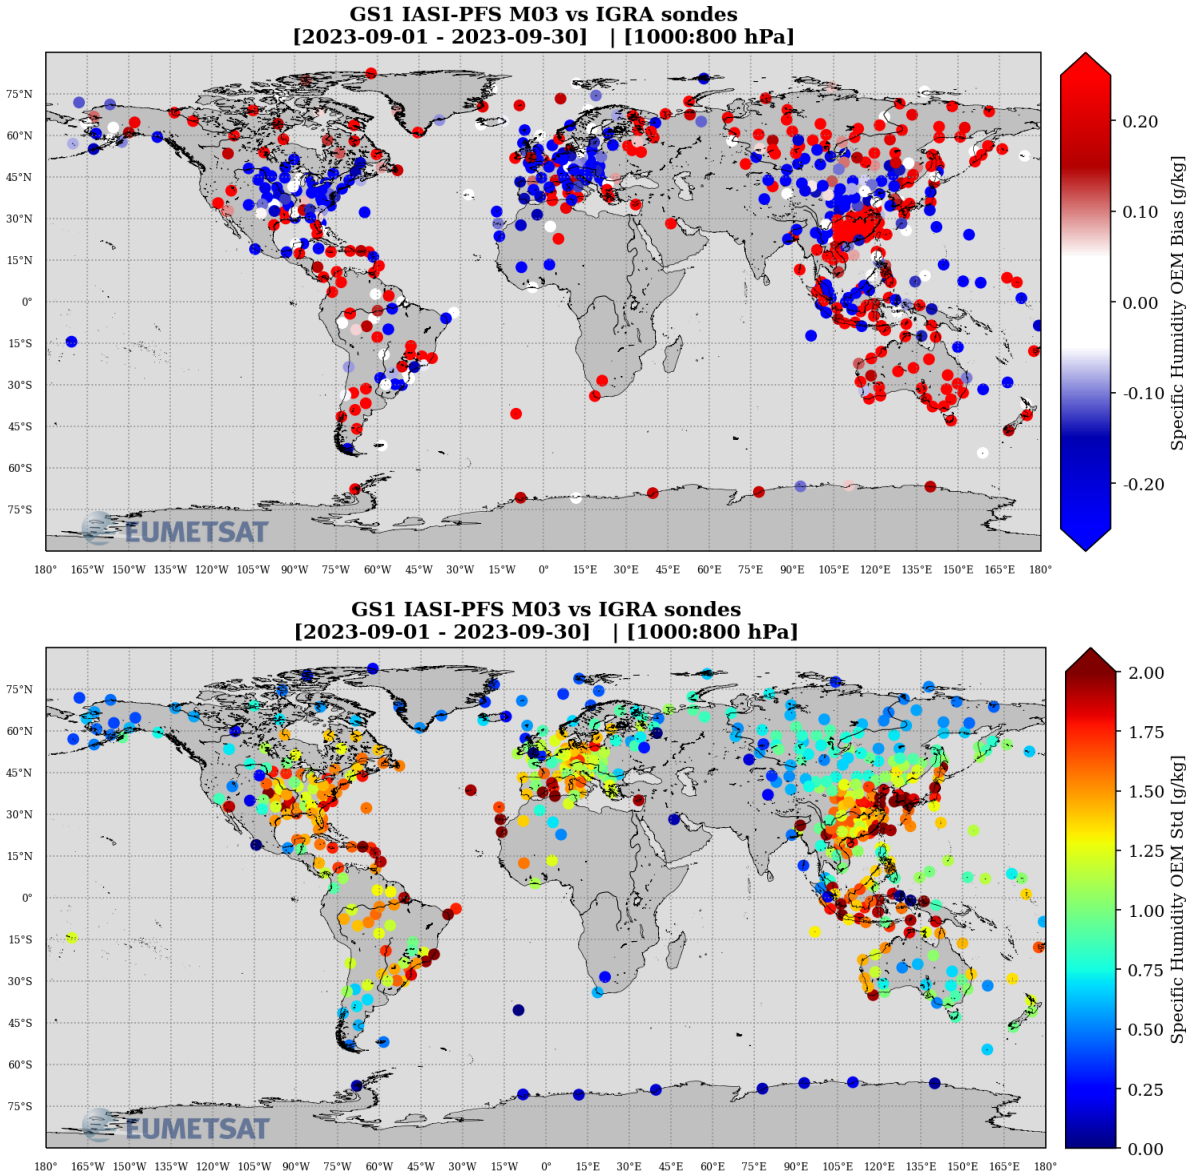 GS1 IASI-PFS M03 vs IGRA sondes
[2023-09-01 - 2023-09-30] | [1000:800 hPa]
75°N
60°N
45°N
30°N
15°N
0°
15°S
30°S
45°S
60°S
75°S
EUMETSAT
180° 165°W 150°W 135°W 120°W 105°W 90°W 75°W 60°W 45°W 30°W 15°W 0° 15°E 30°E 45°E 60°E 75°E 90°E 105°E 120°E 135°E 150°E 165°E 180°
0.20
0.10
0.00
-0.10
-0.20
Specific Humidity OEM Bias [g/kg]
GS1 IASI-PFS M03 vs IGRA sondes
[2023-09-01 - 2023-09-30] | [1000:800 hPa]
75°N
60°N
45°N
30°N
15°N
0°
15°S
30°S
45°S
60°S
75°S
EUMETSAT
180° 165°W 150°W 135°W 120°W 105°W 90°W 75°W 60°W 45°W 30°W 15°W 0° 15°E 30°E 45°E 60°E 75°E 90°E 105°E 120°E 135°E 150°E 165°E 180°
2.00
1.75
1.50
1.25
1.00
0.75
0.50
0.25
0.00
Specific Humidity OEM Std [g/kg]